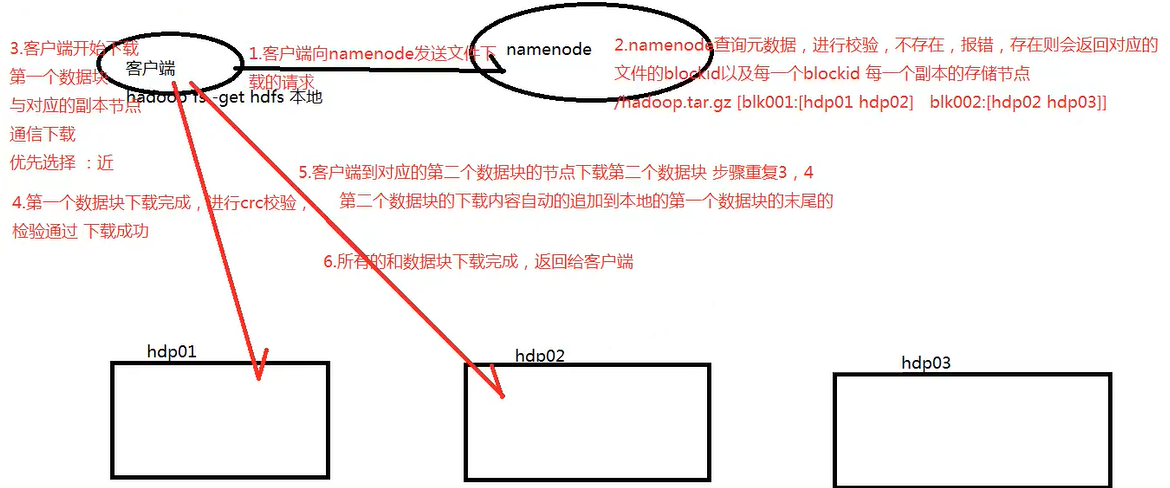 3.客户端开始下载
第一个数据块
与对应的副本节点
通信下载
优先选择 ：近
客户端
hadoop fs -get hdfs 本地
1.客户端向namenode发送文件下
载的请求
namenode
2.namenode查询元数据，进行校验，不存在，报错，存在则会返回对应的
文件的blockid以及每一个blockid 每一个副本的存储节点
/hadoop.tar.gz [blk001:[hdp01 hdp02] blk002:[hdp02 hdp03]]
4.第一个数据块下载完成，进行crc校验，
检验通过 下载成功
5.客户端到对应的第二个数据块的节点下载第二个数据块 步骤重复3，4
第二个数据块的下载内容自动的追加到本地的第一个数据块的末尾的
6.所有的和数据块下载完成，返回给客户端
hdp01
hdp02
hdp03